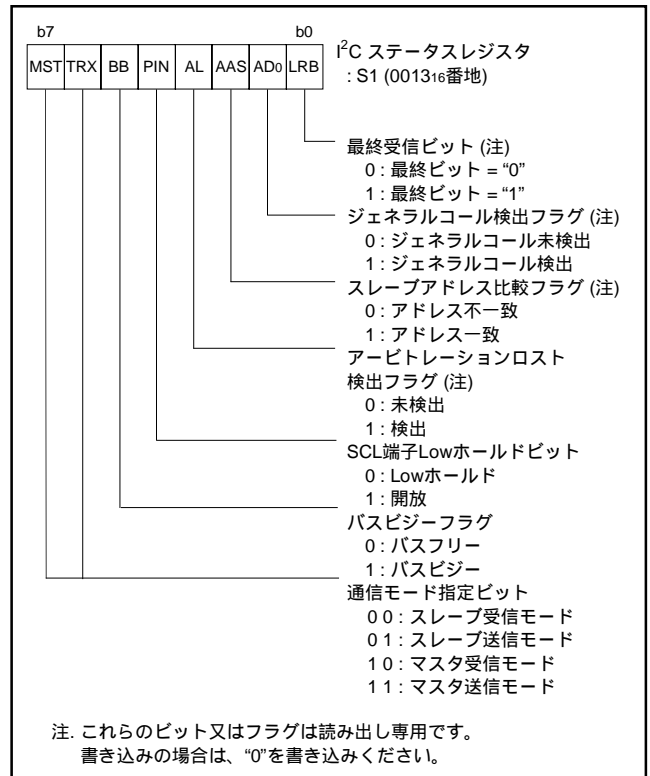 b7 b0
MST TRX BB PIN AL AAS AD0 LRB
I2C ステータスレジスタ
: S1 (001316番地)
最終受信ビット (注)
0 : 最終ビット = “0”
1 : 最終ビット = “1”
ジェネラルコール検出フラグ (注)
0 : ジェネラルコール未検出
1 : ジェネラルコール検出
スレーブアドレス比較フラグ (注)
0 : アドレス不一致
1 : アドレス一致
アービトレーションロスト
検出フラグ (注)
0 : 未検出
1 : 検出
SCL端子Lowホールドビット
0 : Lowホールド
1 : 開放
バスビジーフラグ
0 : バスフリー
1 : バスビジー
通信モード指定ビット
0 0 : スレーブ受信モード
0 1 : スレーブ送信モード
1 0 : マスタ受信モード
1 1 : マスタ送信モード
注. これらのビット又はフラグは読み出し専用です。
書き込みの場合は、“0”を書き込みください。